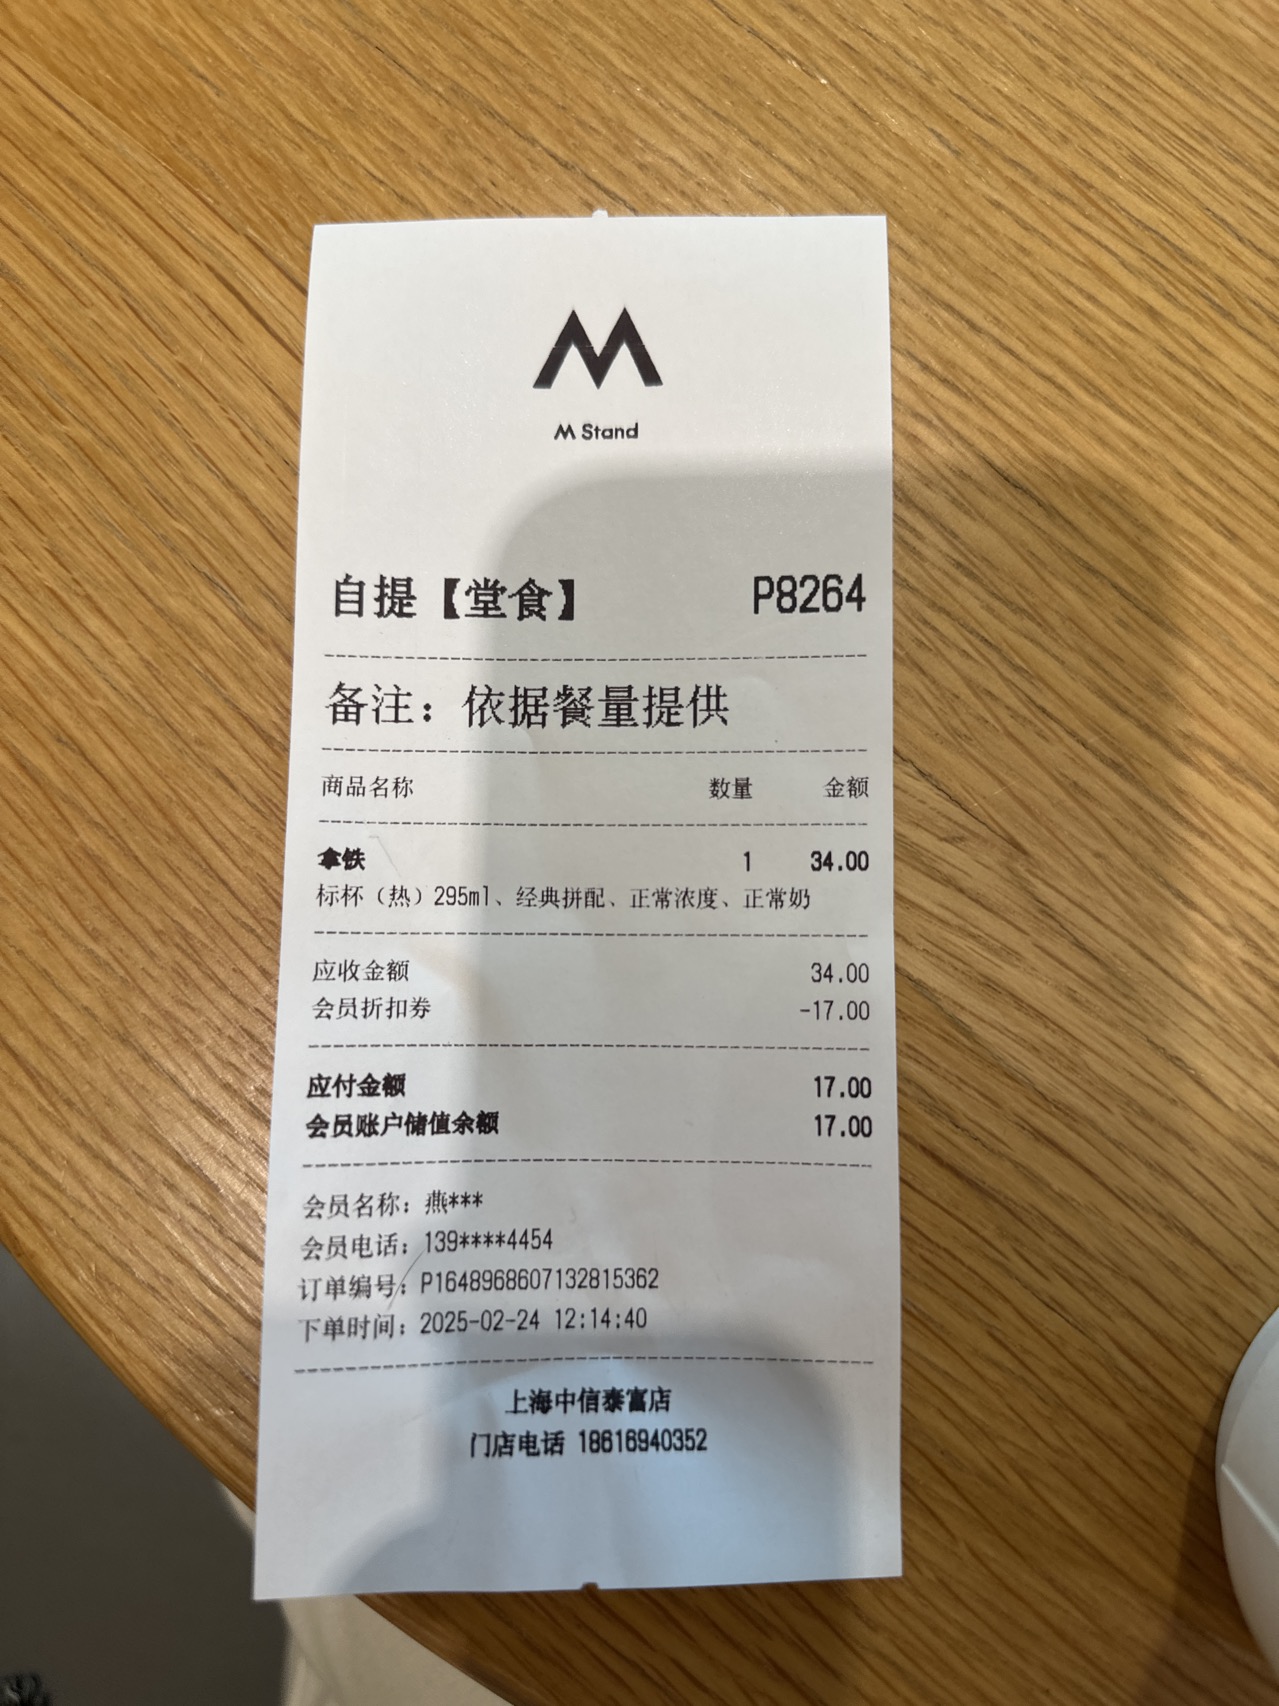 M Stand
自提【堂食】 P8264
备注：依据餐量提供
商品名称 数量 金额
拿铁 1 34.00
标杯（热）295ml、经典拼配、正常浓度、正常奶
应收金额 34.00
会员折扣券 -17.00
应付金额 17.00
会员账户储值余额 17.00
会员名称：燕***
会员电话：139****4454
订单编号：P1648968607132815362
下单时间：2025-02-24 12:14:40
上海中信泰富店
门店电话 18616940352